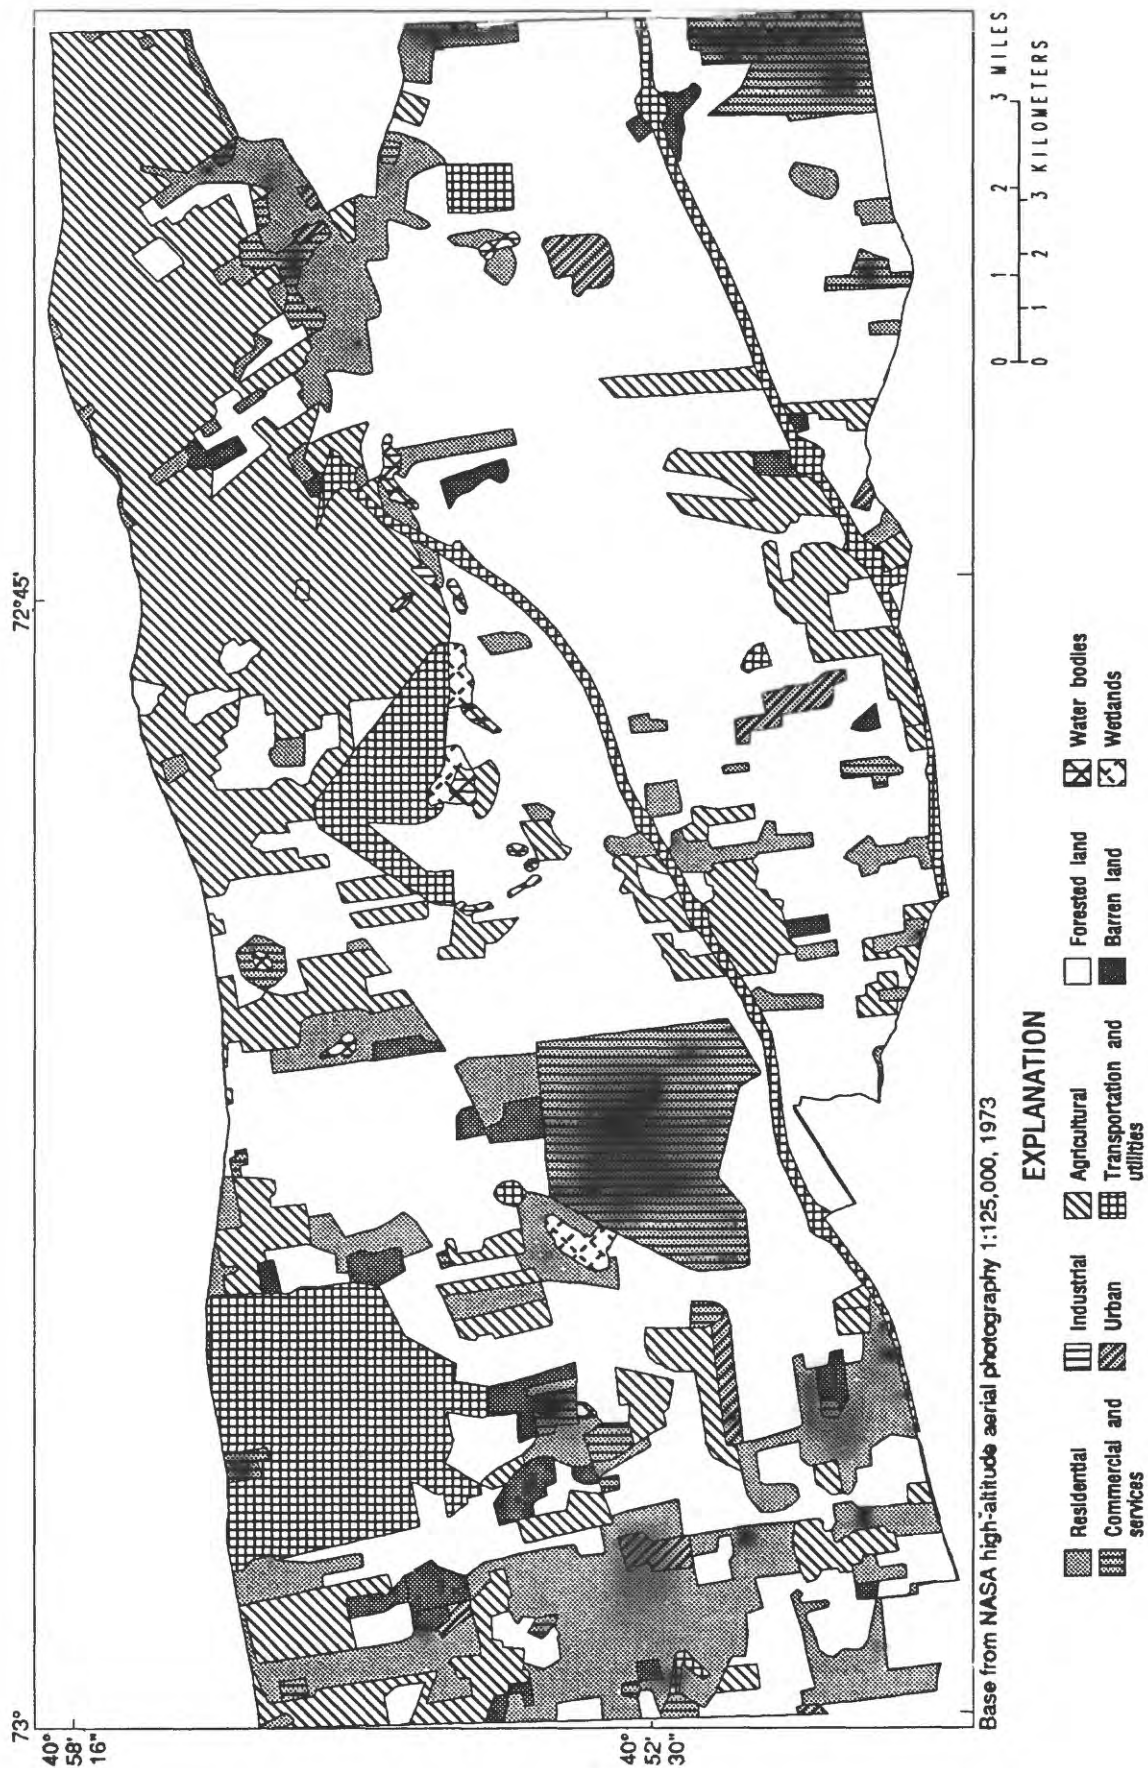 73°
72°45'
40°
58'
16"
40°
52'
30"
Base from NASA high-altitude aerial photography 1:125,000, 1973
0 1 2 3 MILES
0 1 2 3 KILOMETERS
EXPLANATION
Residential
Industrial
Agricultural
Forested land
Water bodies
Commercial and
services
Urban
Transportation and
utilities
Barren land
Wetlands